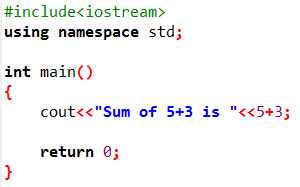 #include<iostream>
using namespace std;
int main()
{
cout<<"Sum of 5+3 is "<<5+3;
return 0;
}